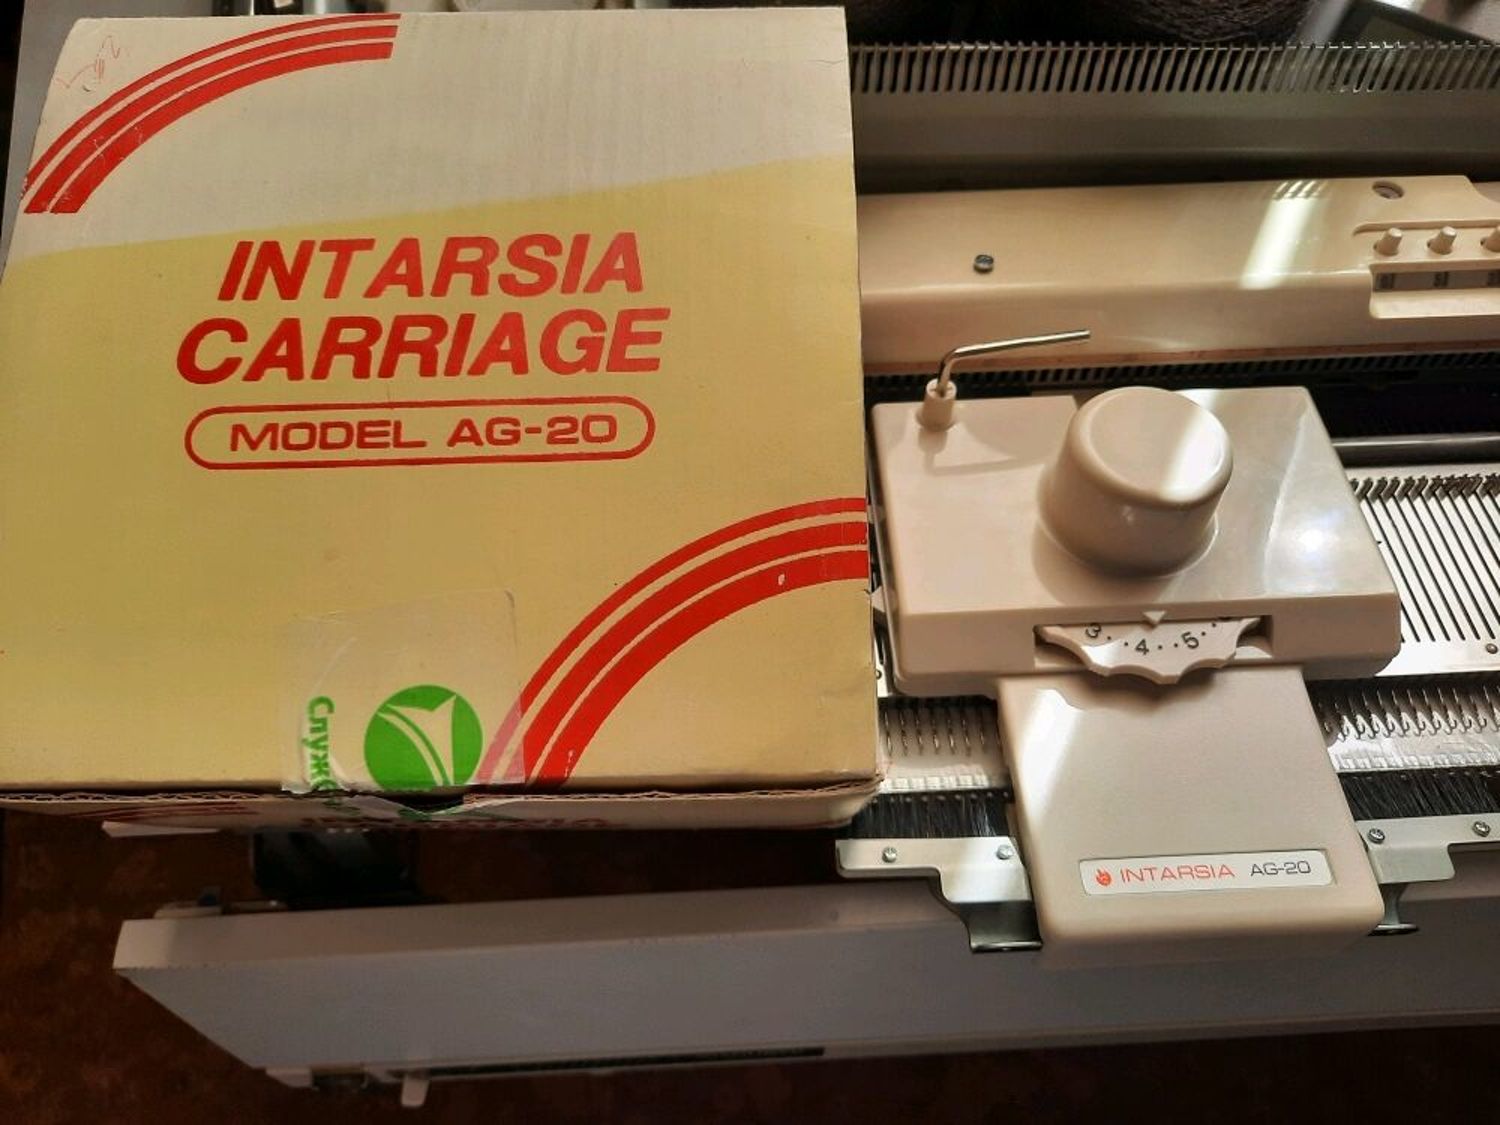 INTARSIA
CARRIAGE
MODEL AG-20
3 · · 4 · · 5 ·
INTARSIA AG-20